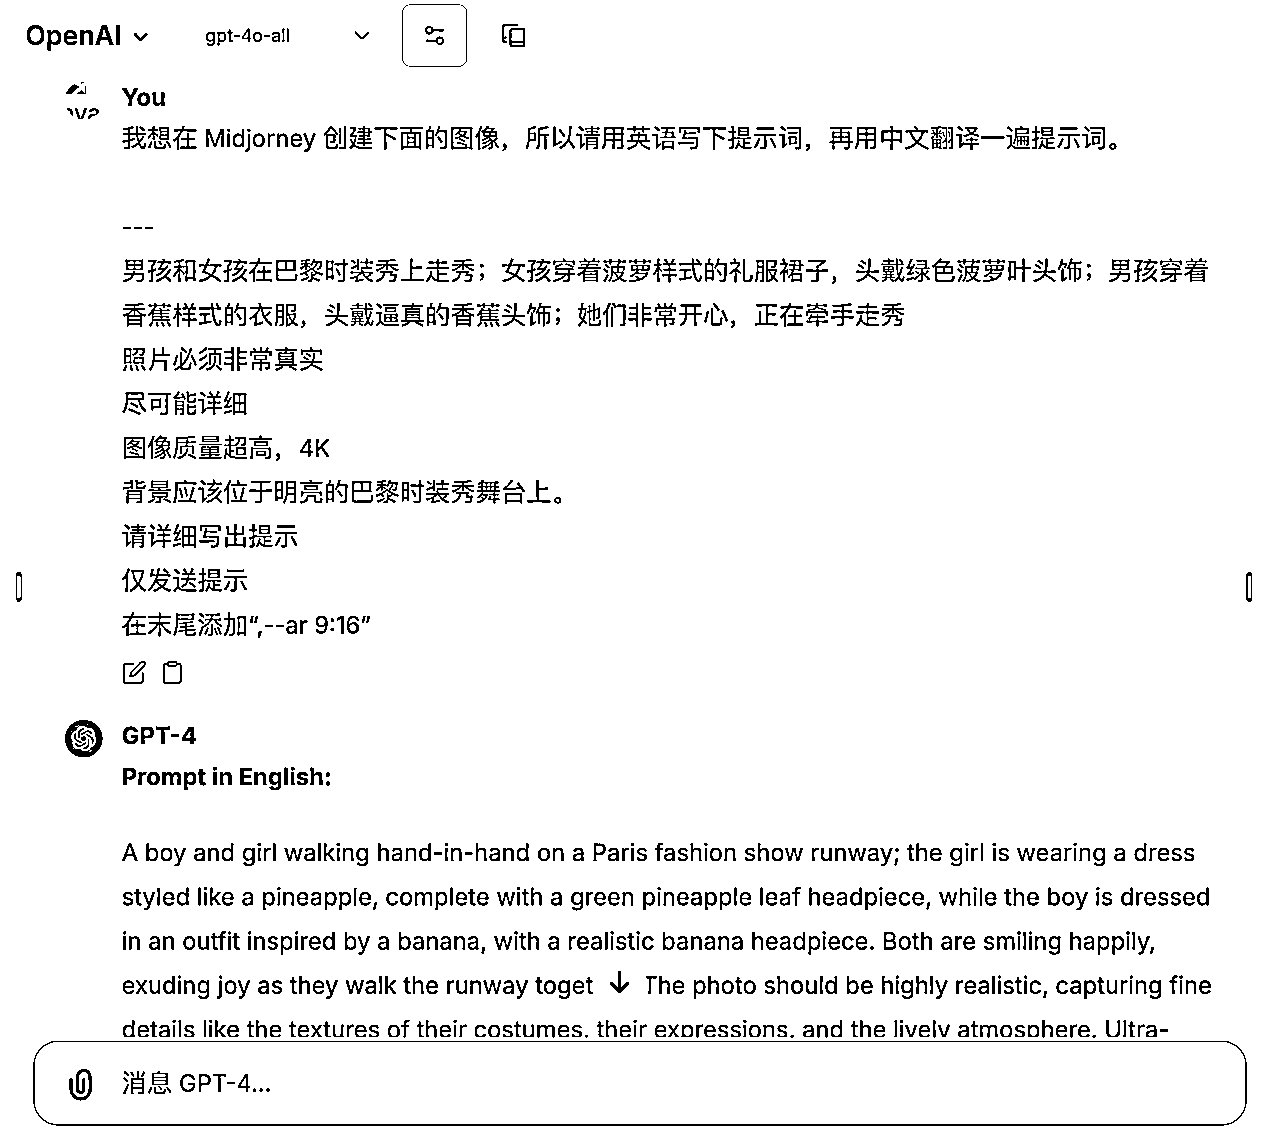 OpenAI
gpt-4o-all
You
我想在 Midjorney 创建下面的图像，所以请用英语写下提示词，再用中文翻译一遍提示词。
---
男孩和女孩在巴黎时装秀上走秀；女孩穿着菠萝样式的礼服裙子，头戴绿色菠萝叶头饰；男孩穿着
香蕉样式的衣服，头戴逼真的香蕉头饰；她们非常开心，正在牵手走秀
照片必须非常真实
尽可能详细
图像质量超高，4K
背景应该位于明亮的巴黎时装秀舞台上。
请详细写出提示
仅发送提示
在末尾添加“,--ar 9:16”
GPT-4
Prompt in English:
A boy and girl walking hand-in-hand on a Paris fashion show runway; the girl is wearing a dress
styled like a pineapple, complete with a green pineapple leaf headpiece, while the boy is dressed
in an outfit inspired by a banana, with a realistic banana headpiece. Both are smiling happily,
exuding joy as they walk the runway toget The photo should be highly realistic, capturing fine
details like the textures of their costumes, their expressions, and the lively atmosphere. Ultra-
消息 GPT-4...